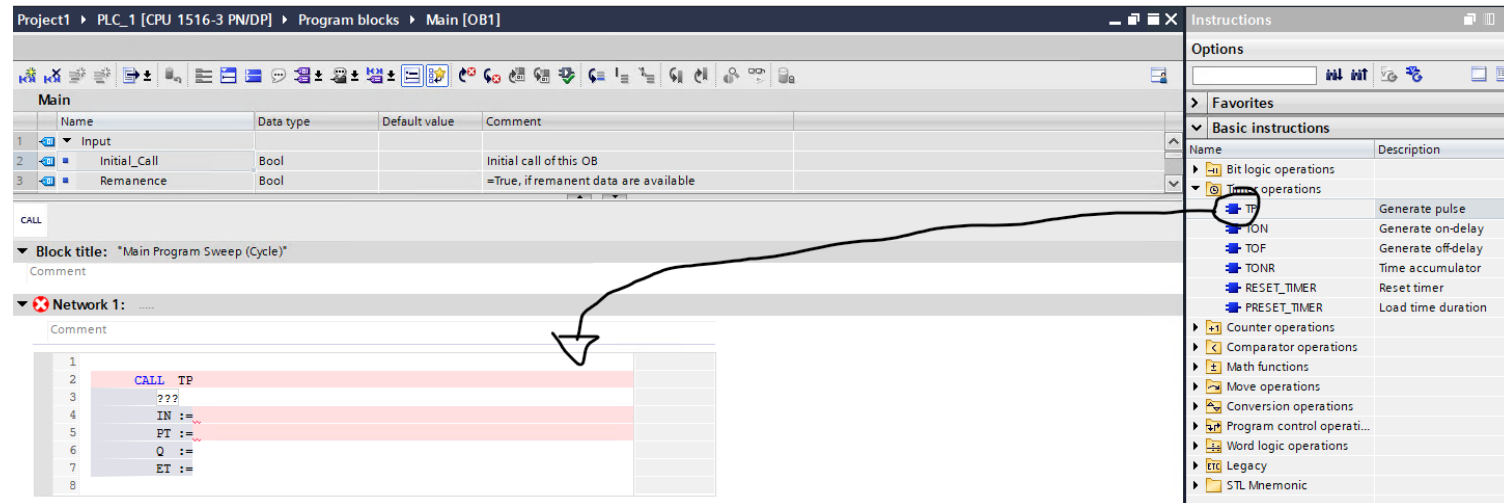 Project1 ▸ PLC_1 [CPU 1516-3 PN/DP] ▸ Program blocks ▸ Main [OB1]
Main
Name Data type Default value Comment
1 Input
2 Initial_Call Bool Initial call of this OB
3 Remanence Bool =True, if remanent data are available
CALL
Block title: "Main Program Sweep (Cycle)"
Comment
Network 1: .....
Comment
1
2 CALL TP
3 ???
4 IN :=
5 PT :=
6 Q :=
7 ET :=
8
Instructions
Options
Favorites
Basic instructions
Name Description
Bit logic operations
Timer operations
TP Generate pulse
TON Generate on-delay
TOF Generate off-delay
TONR Time accumulator
RESET_TIMER Reset timer
PRESET_TIMER Load time duration
Counter operations
Comparator operations
Math functions
Move operations
Conversion operations
Program control operati...
Word logic operations
Legacy
STL Mnemonic